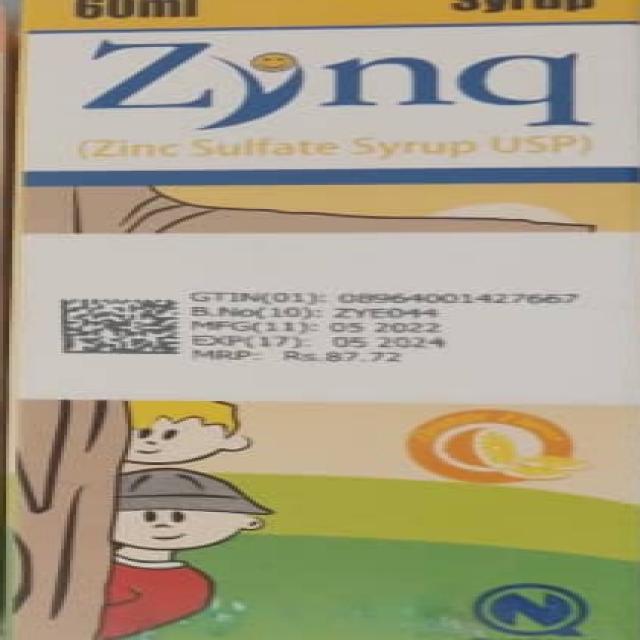 60ml Syrup
Zynq
(Zinc Sulfate Syrup USP)
GTIN(01): 08964001427667
B.No(10): ZYE044
MFG(11): 05 2022
EXP(17): 05 2024
MRP- Rs.87.72